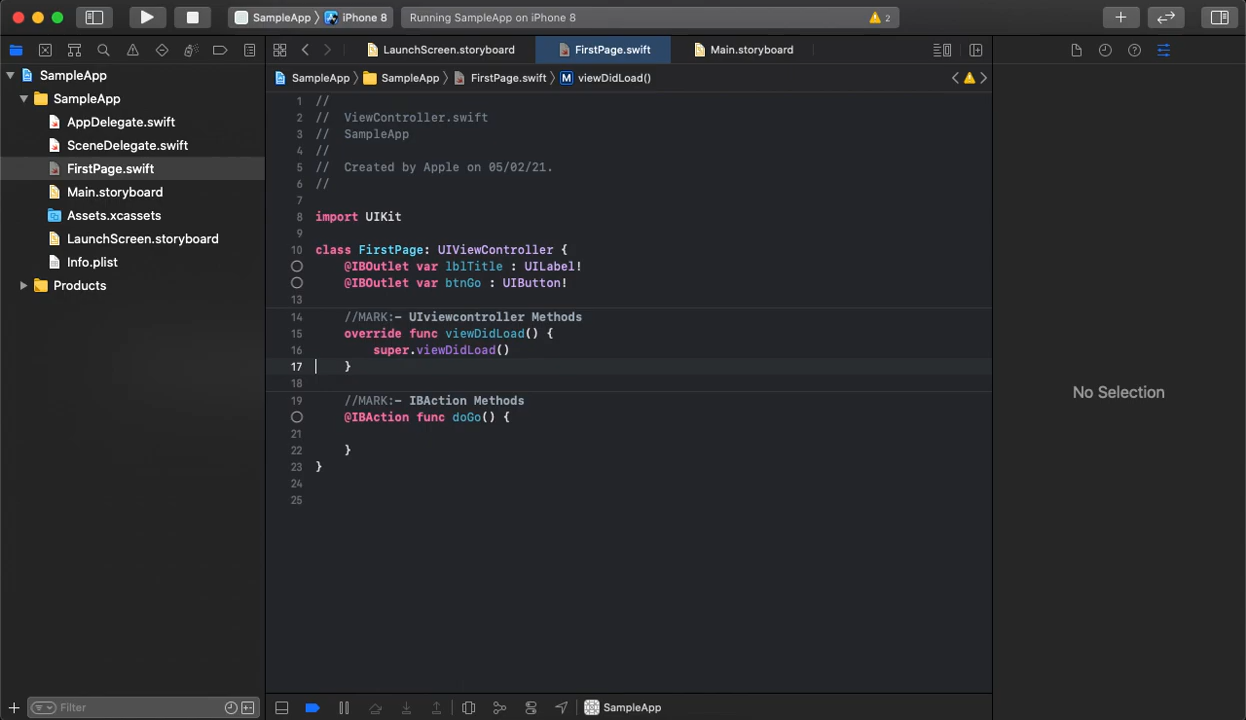 SampleApp iPhone 8 Running SampleApp on iPhone 8 2
LaunchScreen.storyboard FirstPage.swift Main.storyboard
SampleApp SampleApp FirstPage.swift M viewDidLoad()
SampleApp
SampleApp
AppDelegate.swift
SceneDelegate.swift
FirstPage.swift
Main.storyboard
Assets.xcassets
LaunchScreen.storyboard
Info.plist
Products
1 //
2 // ViewController.swift
3 // SampleApp
4 //
5 // Created by Apple on 05/02/21.
6 //
7
8 import UIKit
9
10 class FirstPage: UIViewController {
@IBOutlet var lblTitle : UILabel!
@IBOutlet var btnGo : UIButton!
13
14 //MARK:- UIviewcontroller Methods
15 override func viewDidLoad() {
16 super.viewDidLoad()
17 }
18
19 //MARK:- IBAction Methods
@IBAction func doGo() {
21
22 }
23 }
24
25
No Selection
Filter
SampleApp